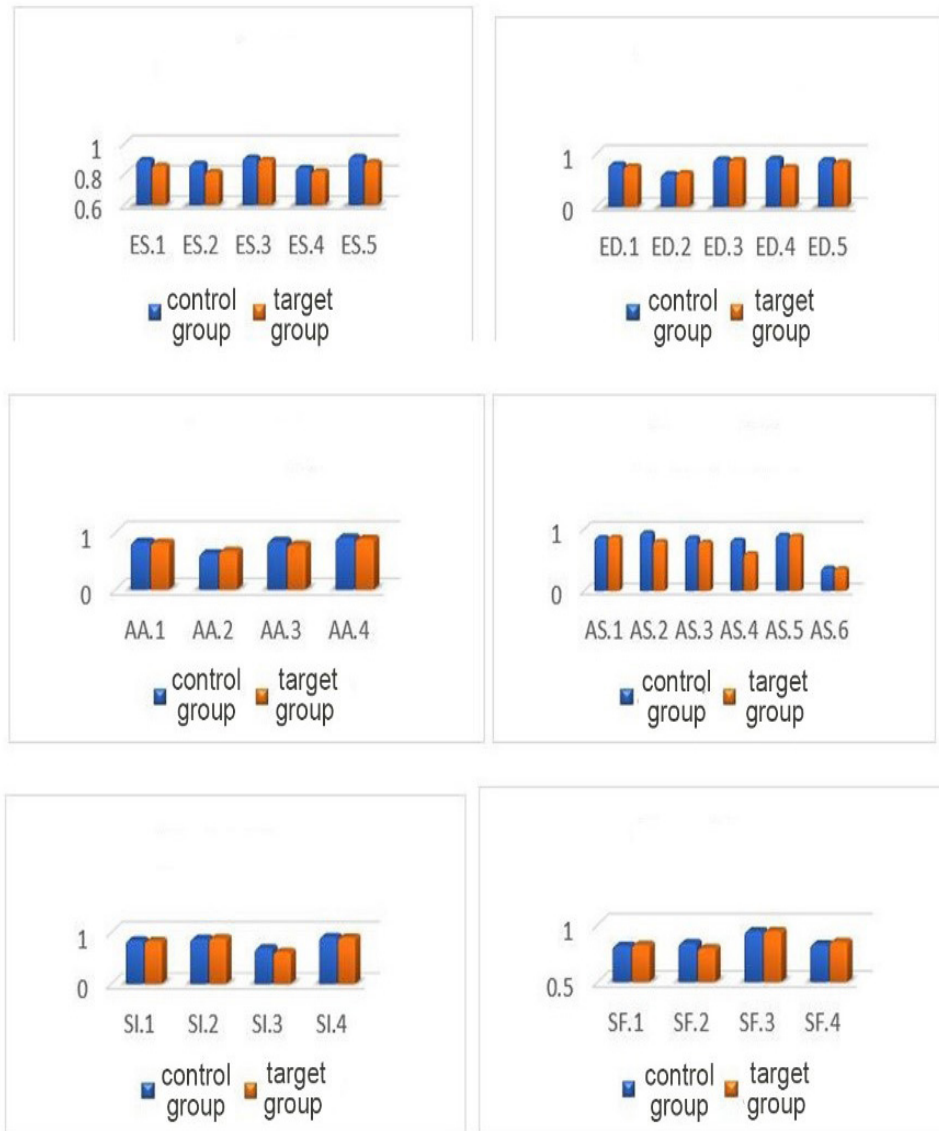 1
0.8
0.6
ES.1 ES.2 ES.3 ES.4 ES.5
control group target group
1
0
ED.1 ED.2 ED.3 ED.4 ED.5
control group target group
1
0
AA.1 AA.2 AA.3 AA.4
control group target group
1
0
AS.1 AS.2 AS.3 AS.4 AS.5 AS.6
control group target group
1
0
SI.1 SI.2 SI.3 SI.4
control group target group
1
0.5
SF.1 SF.2 SF.3 SF.4
control group target group